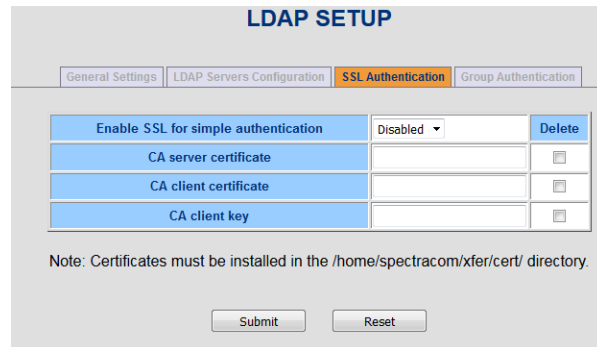 LDAP SETUP
General Settings LDAP Servers Configuration SSL Authentication Group Authentication
Enable SSL for simple authentication Disabled Delete
CA server certificate
CA client certificate
CA client key
Note: Certificates must be installed in the /home/spectracom/xfer/cert/ directory.
Submit Reset